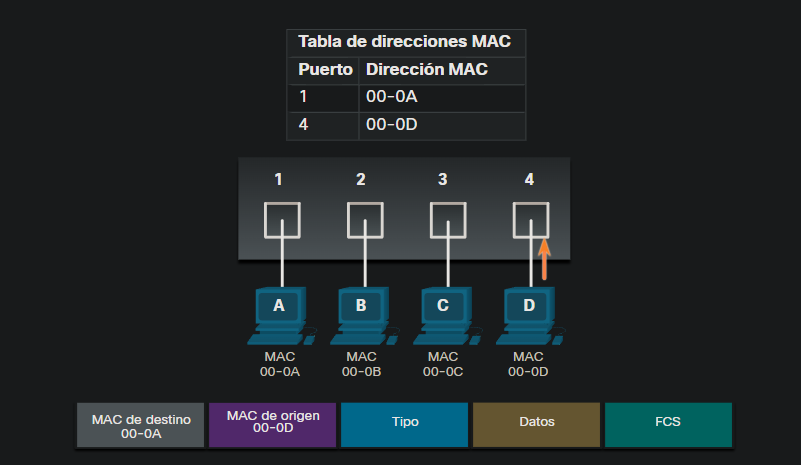 Tabla de direcciones MAC
Puerto Dirección MAC
1 00-0A
4 00-0D
1 2 3 4
A B C D
MAC MAC MAC MAC
00-0A 00-0B 00-0C 00-0D
MAC de destino
00-0A
MAC de origen
00-0D
Tipo
Datos
FCS